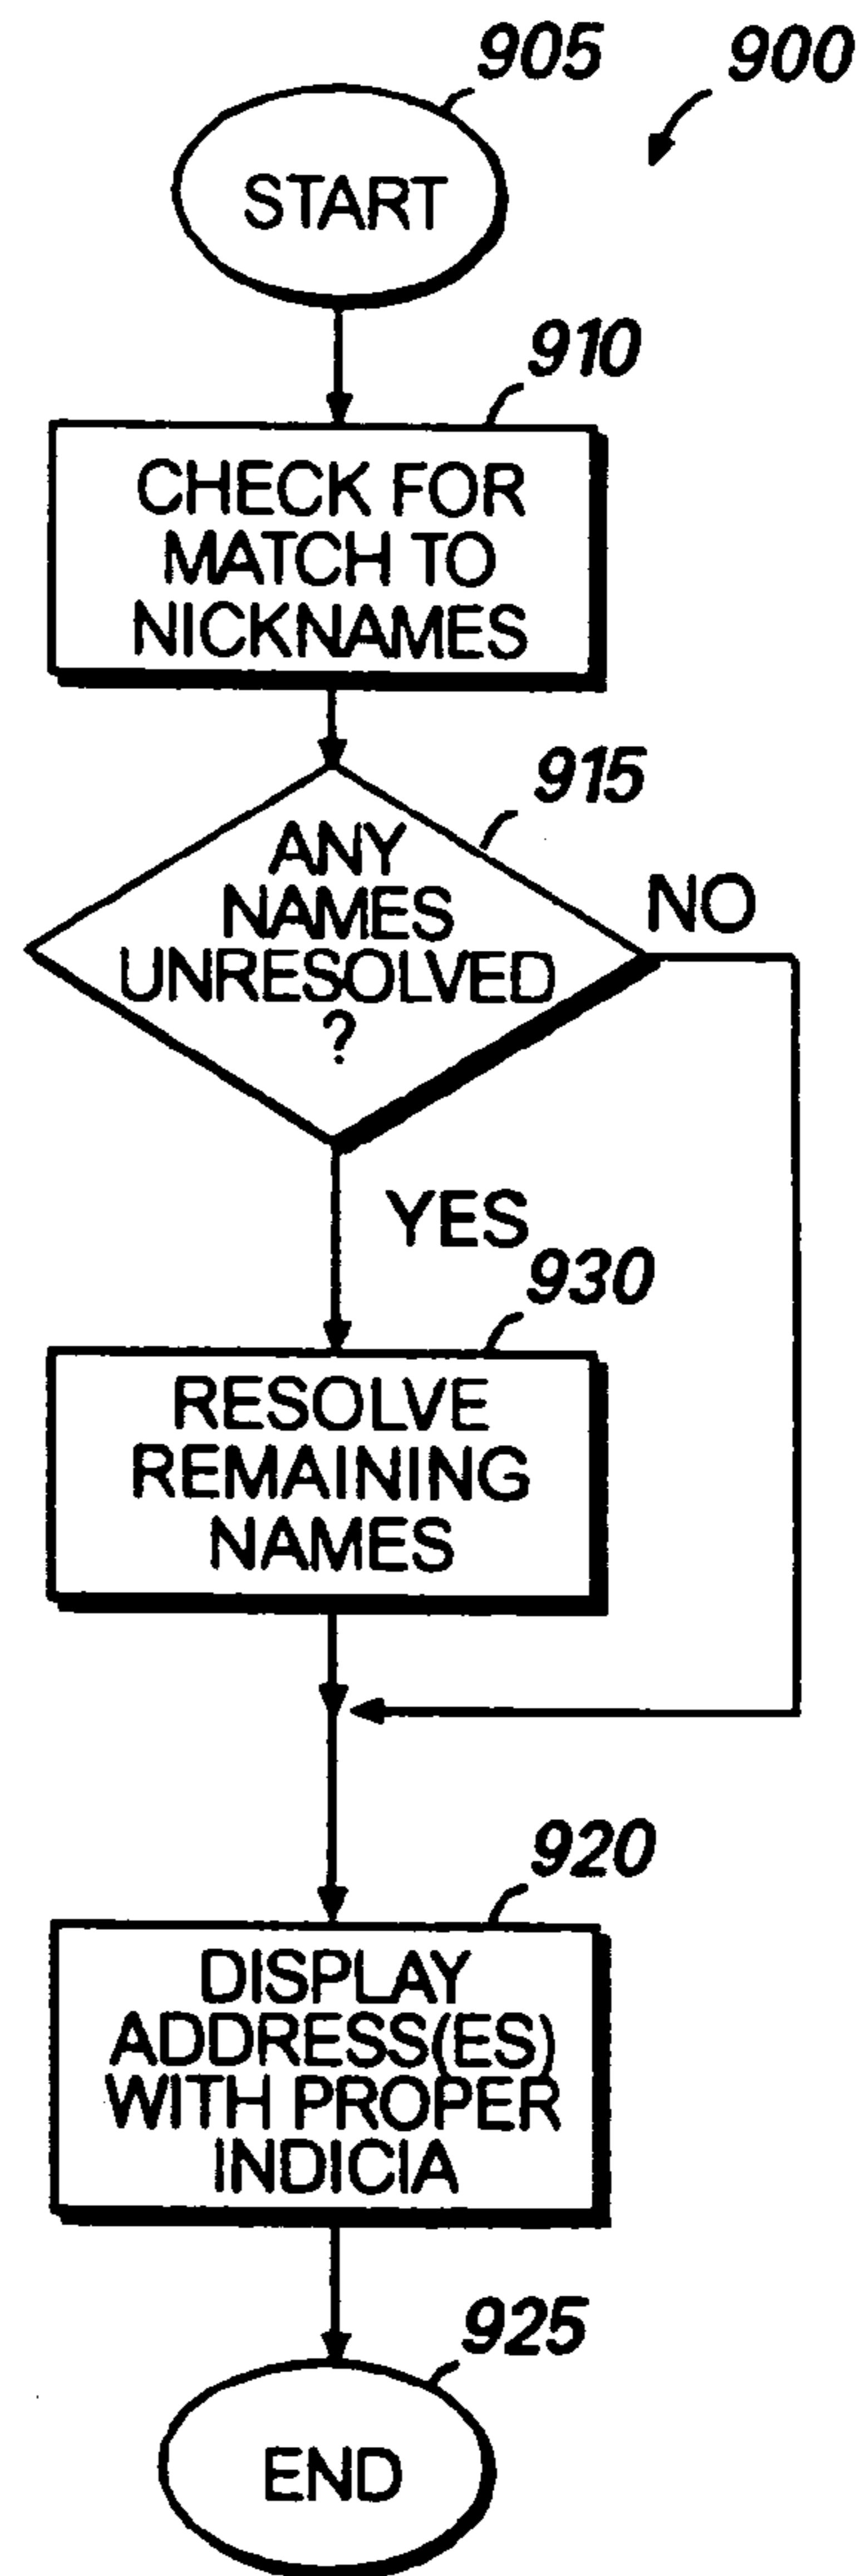 905
900
START
910
CHECK FOR
MATCH TO
NICKNAMES
915
ANY
NAMES
UNRESOLVED
?
NO
YES
930
RESOLVE
REMAINING
NAMES
920
DISPLAY
ADDRESS(ES)
WITH PROPER
INDICIA
925
END